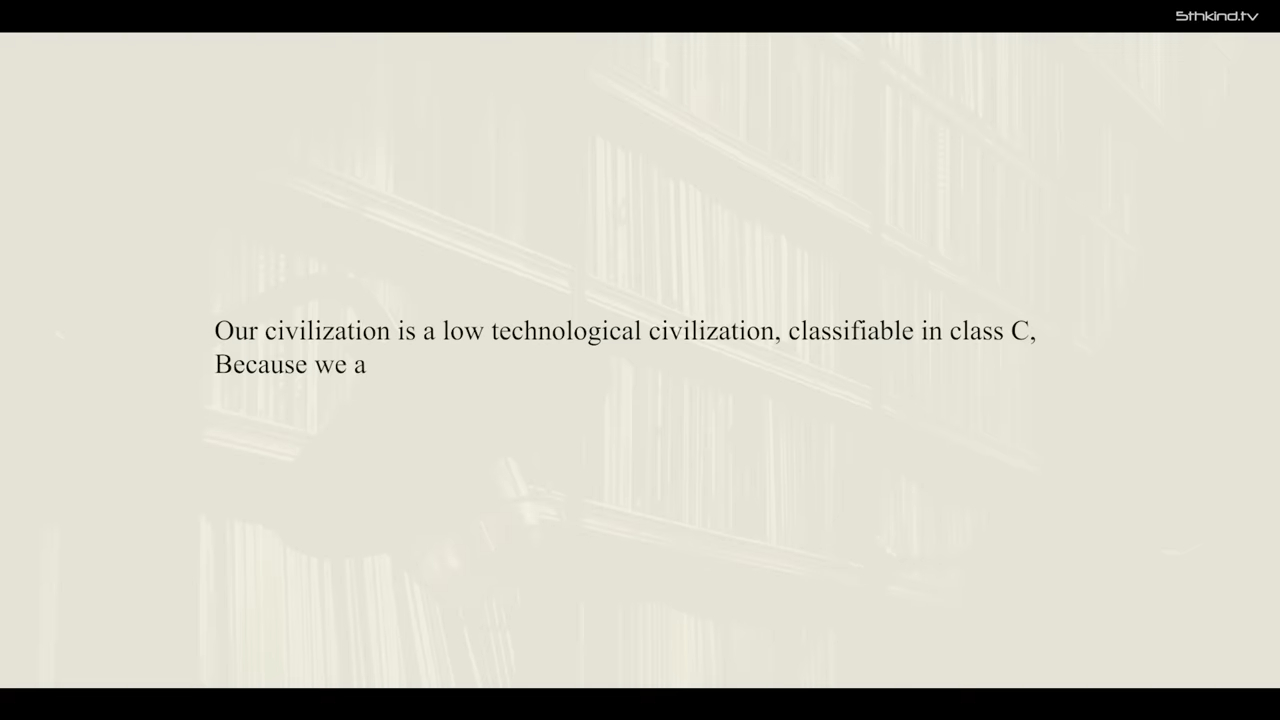 5thkind.tv
Our civilization is a low technological civilization, classifiable in class C,
Because we a